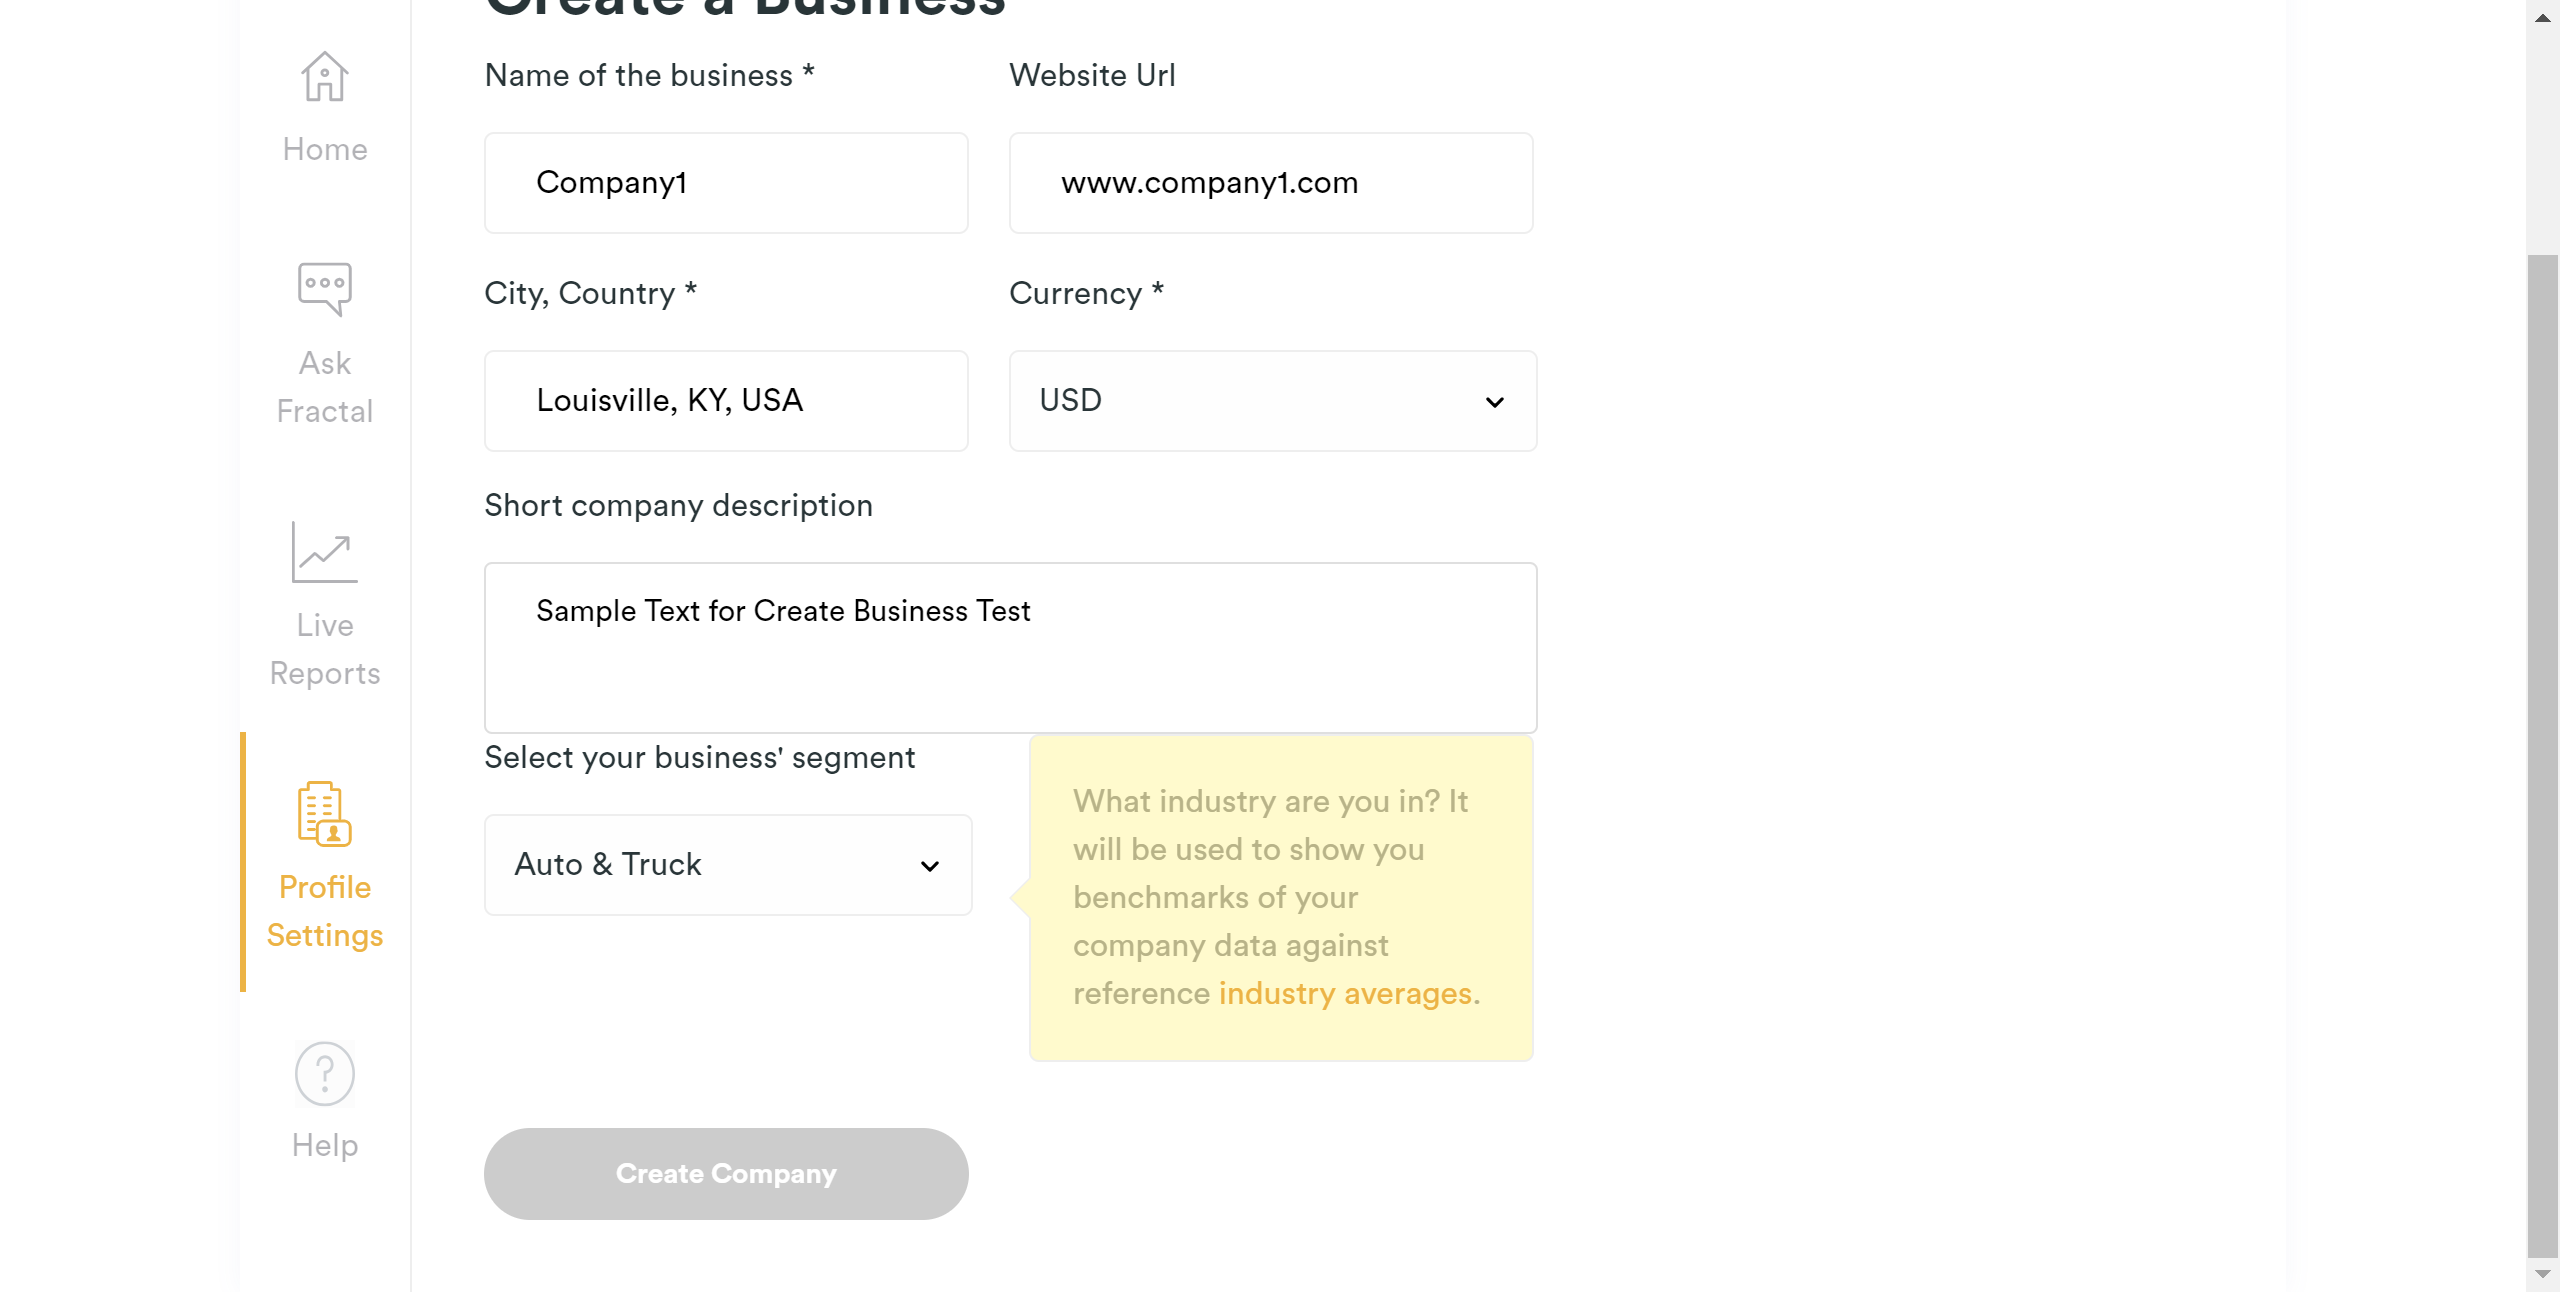 Create a Business
Name of the business *
Website Url
Company1
www.company1.com
City, Country *
Currency *
Louisville, KY, USA
USD
Short company description
Sample Text for Create Business Test
Select your business' segment
Auto & Truck
What industry are you in? It
will be used to show you
benchmarks of your
company data against
reference industry averages.
Create Company
Home
Ask
Fractal
Live
Reports
Profile
Settings
Help